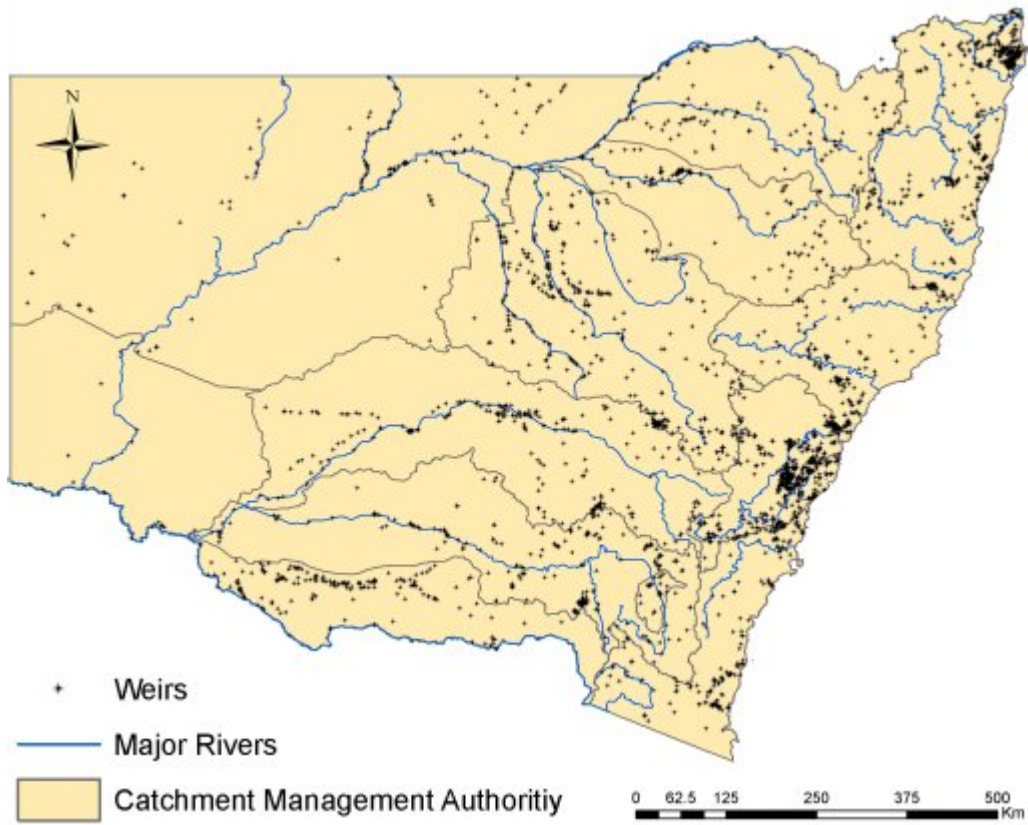 N
Weirs
Major Rivers
Catchment Management Authoritiy
0 62.5 125 250 375 500
Km